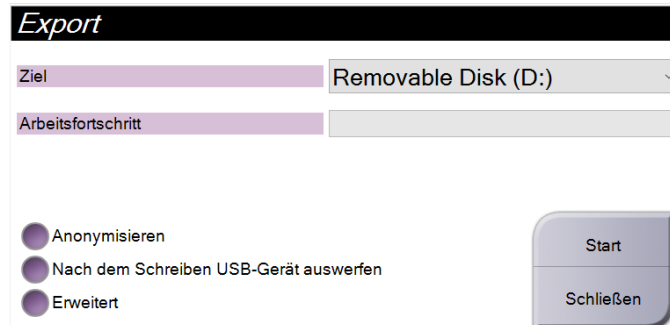 Export
Ziel
Removable Disk (D:)
Arbeitsfortschritt
Anonymisieren
Nach dem Schreiben USB-Gerät auswerfen
Erweitert
Start
Schließen